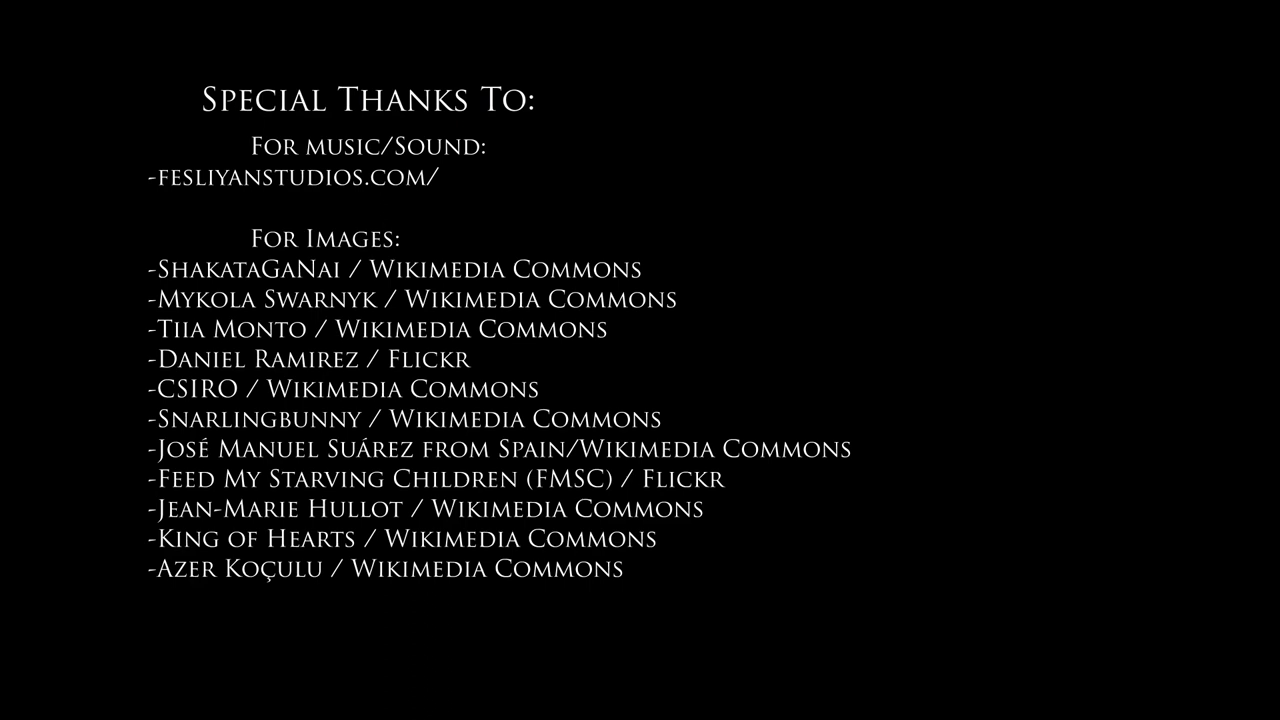 Special Thanks To:
For music/Sound:
-fesliyanstudios.com/
For Images:
-ShakataGaNai / Wikimedia Commons
-Mykola Swarnyk / Wikimedia Commons
-Tiia Monto / Wikimedia Commons
-Daniel Ramirez / Flickr
-CSIRO / Wikimedia Commons
-Snarlingbunny / Wikimedia Commons
-José Manuel Suárez from Spain/Wikimedia Commons
-Feed My Starving Children (FMSC) / Flickr
-Jean-Marie Hullot / Wikimedia Commons
-King of Hearts / Wikimedia Commons
-Azer Koçulu / Wikimedia Commons